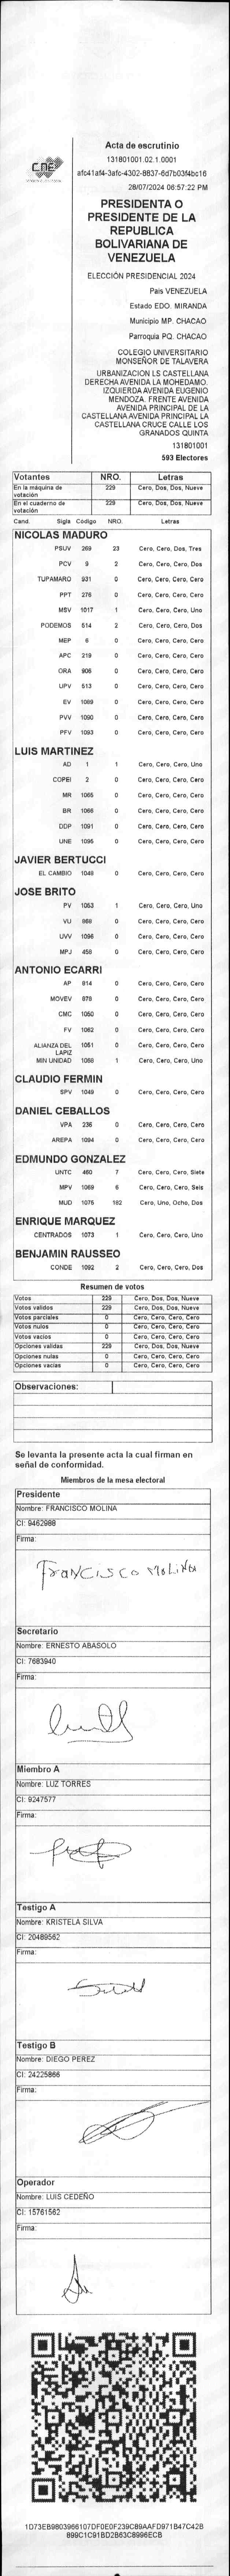 CNE
Acta de escrutinio
131801001.02.1.0001
afc41af4-3afc-4302-8637-6d7b03f4bc16
28/07/2024 06:57:22 PM
PRESIDENTA O
PRESIDENTE DE LA
REPUBLICA
BOLIVARIANA DE
VENEZUELA
ELECCIÓN PRESIDENCIAL 2024
Pais VENEZUELA
Estado EDO. MIRANDA
Municipio MP. CHACAO
Parroquia PQ. CHACAO
COLEGIO UNIVERSITARIO
MONSEÑOR DE TALAVERA
URBANIZACION LS CASTELLANA
DERECHA AVENIDA LA MOHEDAMO.
IZQUIERDA AVENIDA EUGENIO
MENDOZA. FRENTE AVENIDA
AVENIDA PRINCIPAL DE LA
CASTELLANA AVENIDA PRINCIPAL LA
CASTELLANA CRUCE CALLE LOS
GRANADOS QUINTA
131801001
593 Electores
Votantes NRO. Letras
En la máquina de votación 229 Cero, Dos, Dos, Nueve
En el cuaderno de votación 229 Cero, Dos, Dos, Nueve
Cand. Sigla Código NRO. Letras
NICOLAS MADURO
PSUV 269 23 Cero, Cero, Dos, Tres
PCV 9 2 Cero, Cero, Cero, Dos
TUPAMARO 931 0 Cero, Cero, Cero, Cero
PPT 276 0 Cero, Cero, Cero, Cero
MSV 1017 1 Cero, Cero, Cero, Uno
PODEMOS 514 2 Cero, Cero, Cero, Dos
MEP 6 0 Cero, Cero, Cero, Cero
APC 219 0 Cero, Cero, Cero, Cero
ORA 906 0 Cero, Cero, Cero, Cero
UPV 513 0 Cero, Cero, Cero, Cero
EV 1089 0 Cero, Cero, Cero, Cero
PVV 1090 0 Cero, Cero, Cero, Cero
PFV 1093 0 Cero, Cero, Cero, Cero
LUIS MARTINEZ
AD 1 1 Cero, Cero, Cero, Uno
COPEI 2 0 Cero, Cero, Cero, Cero
MR 1065 0 Cero, Cero, Cero, Cero
BR 1066 0 Cero, Cero, Cero, Cero
DDP 1091 0 Cero, Cero, Cero, Cero
UNE 1095 0 Cero, Cero, Cero, Cero
JAVIER BERTUCCI
EL CAMBIO 1048 0 Cero, Cero, Cero, Cero
JOSE BRITO
PV 1053 1 Cero, Cero, Cero, Uno
VU 868 0 Cero, Cero, Cero, Cero
UVV 1096 0 Cero, Cero, Cero, Cero
MPJ 458 0 Cero, Cero, Cero, Cero
ANTONIO ECARRI
AP 914 0 Cero, Cero, Cero, Cero
MOVEV 878 0 Cero, Cero, Cero, Cero
CMC 1050 0 Cero, Cero, Cero, Cero
FV 1062 0 Cero, Cero, Cero, Cero
ALIANZA DEL LAPIZ 1051 0 Cero, Cero, Cero, Cero
MIN UNIDAD 1058 1 Cero, Cero, Cero, Uno
CLAUDIO FERMIN
SPV 1049 0 Cero, Cero, Cero, Cero
DANIEL CEBALLOS
VPA 236 0 Cero, Cero, Cero, Cero
AREPA 1094 0 Cero, Cero, Cero, Cero
EDMUNDO GONZALEZ
UNTC 460 7 Cero, Cero, Cero, Siete
MPV 1069 6 Cero, Cero, Cero, Seis
MUD 1075 182 Cero, Uno, Ocho, Dos
ENRIQUE MARQUEZ
CENTRADOS 1073 1 Cero, Cero, Cero, Uno
BENJAMIN RAUSSEO
CONDE 1092 2 Cero, Cero, Cero, Dos
Resumen de votos
Votos 229 Cero, Dos, Dos, Nueve
Votos validos 229 Cero, Dos, Dos, Nueve
Votos parciales 0 Cero, Cero, Cero, Cero
Votos nulos 0 Cero, Cero, Cero, Cero
Votos vacios 0 Cero, Cero, Cero, Cero
Opciones validas 229 Cero, Dos, Dos, Nueve
Opciones nulas 0 Cero, Cero, Cero, Cero
Opciones vacias 0 Cero, Cero, Cero, Cero
Observaciones:
Se levanta la presente acta la cual firman en
señal de conformidad.
Miembros de la mesa electoral
Presidente
Nombre: FRANCISCO MOLINA
CI: 9462988
Firma:
Francisco Molina
Secretario
Nombre: ERNESTO ABASOLO
CI: 7683940
Firma:
Miembro A
Nombre: LUZ TORRES
CI: 9247577
Firma:
Testigo A
Nombre: KRISTELA SILVA
CI: 20489562
Firma:
Testigo B
Nombre: DIEGO PEREZ
CI: 24225866
Firma:
Operador
Nombre: LUIS CEDEÑO
CI: 15761562
Firma:
1D73EB9803966107DF0E0F239C89AAFD971B47C42B
899C1C91BD2B63C8996ECB